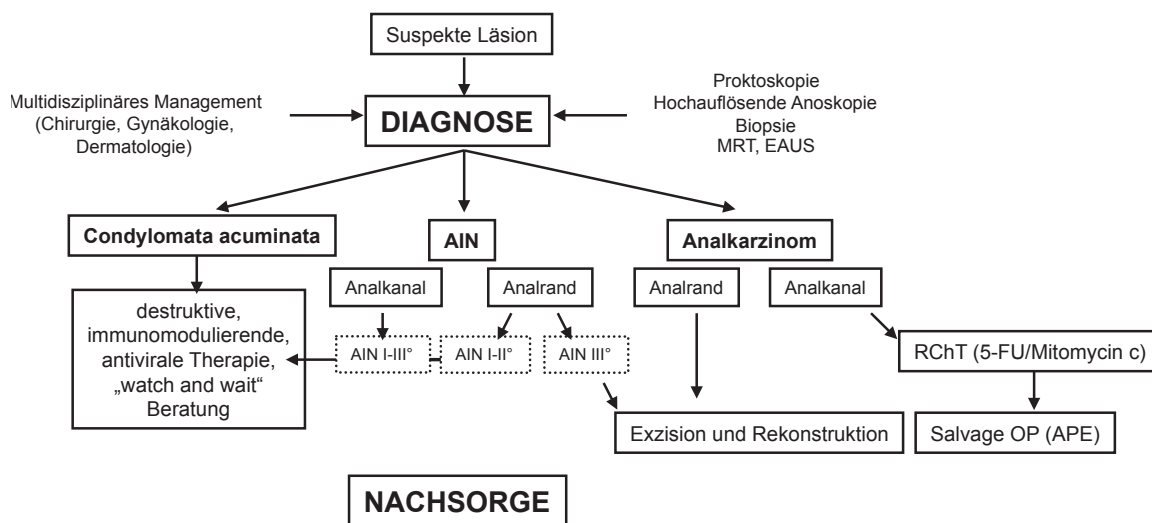 Suspekte Läsion
Multidisziplinäres Management
(Chirurgie, Gynäkologie,
Dermatologie)
DIAGNOSE
Proktoskopie
Hochauflösende Anoskopie
Biopsie
MRT, EAUS
Condylomata acuminata
AIN
Analkarzinom
Analkanal
Analrand
Analrand
Analkanal
destruktive,
immunomodulierende,
antivirale Therapie,
„watch and wait“
Beratung
AIN I-III°
AIN I-II°
AIN III°
RChT (5-FU/Mitomycin c)
Exzision und Rekonstruktion
Salvage OP (APE)
NACHSORGE